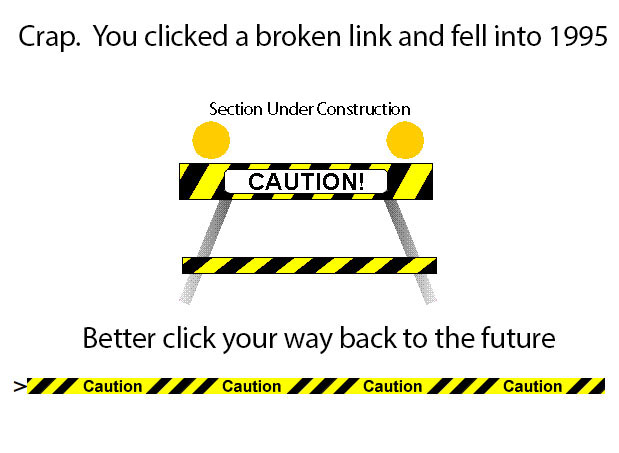 Crap. You clicked a broken link and fell into 1995
Section Under Construction
CAUTION!
Better click your way back to the future
> Caution Caution Caution Caution